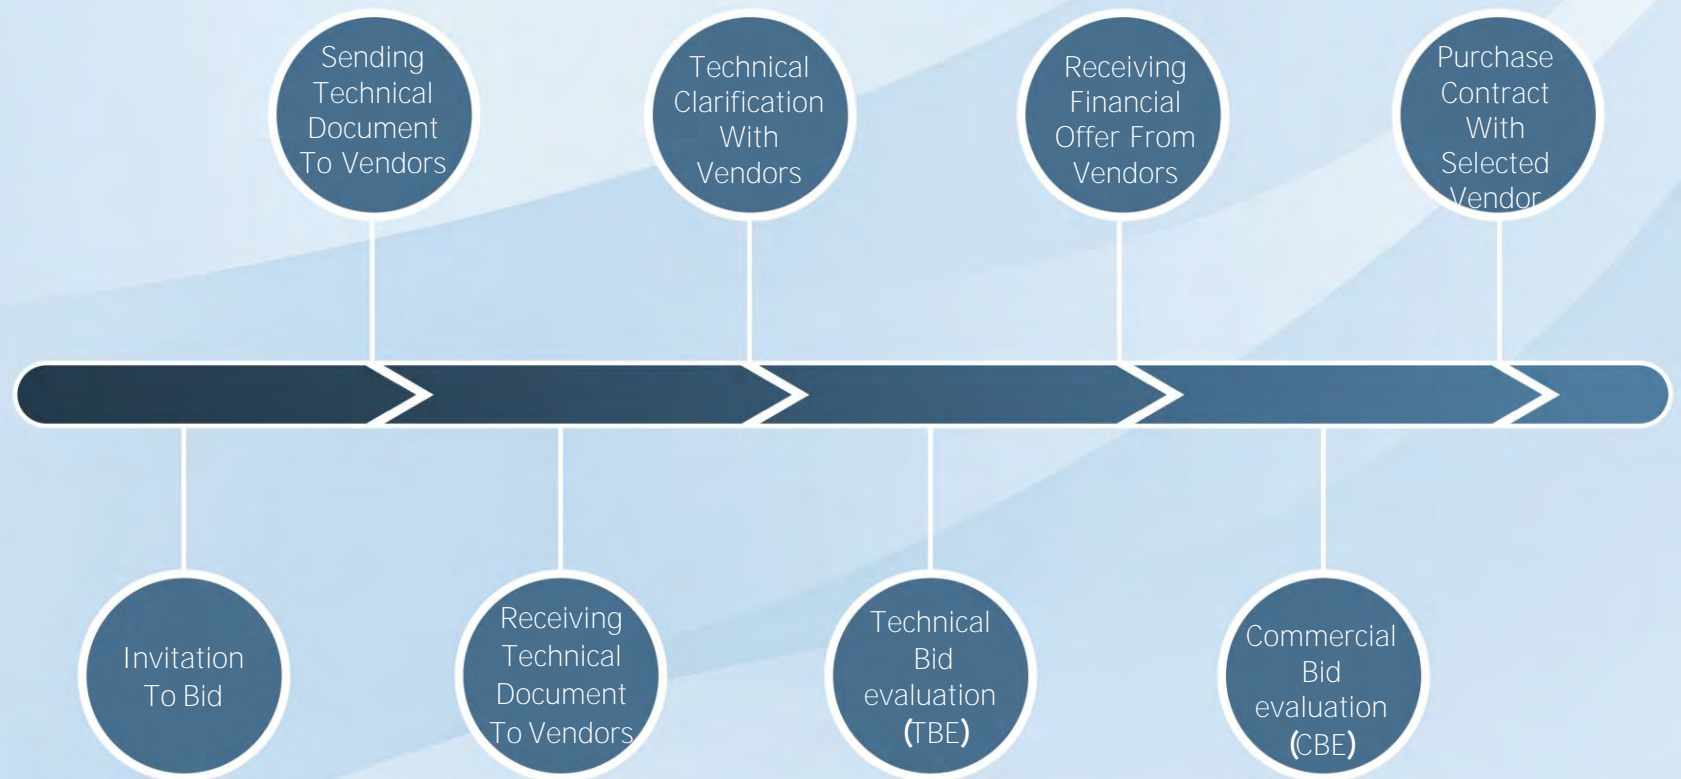 Sending
Technical
Document
To Vendors
Technical
Clarification
With
Vendors
Receiving
Financial
Offer From
Vendors
Purchase
Contract
With
Selected
Vendor
Invitation
To Bid
Receiving
Technical
Document
To Vendors
Technical
Bid
evaluation
(TBE)
Commercial
Bid
evaluation
(CBE)